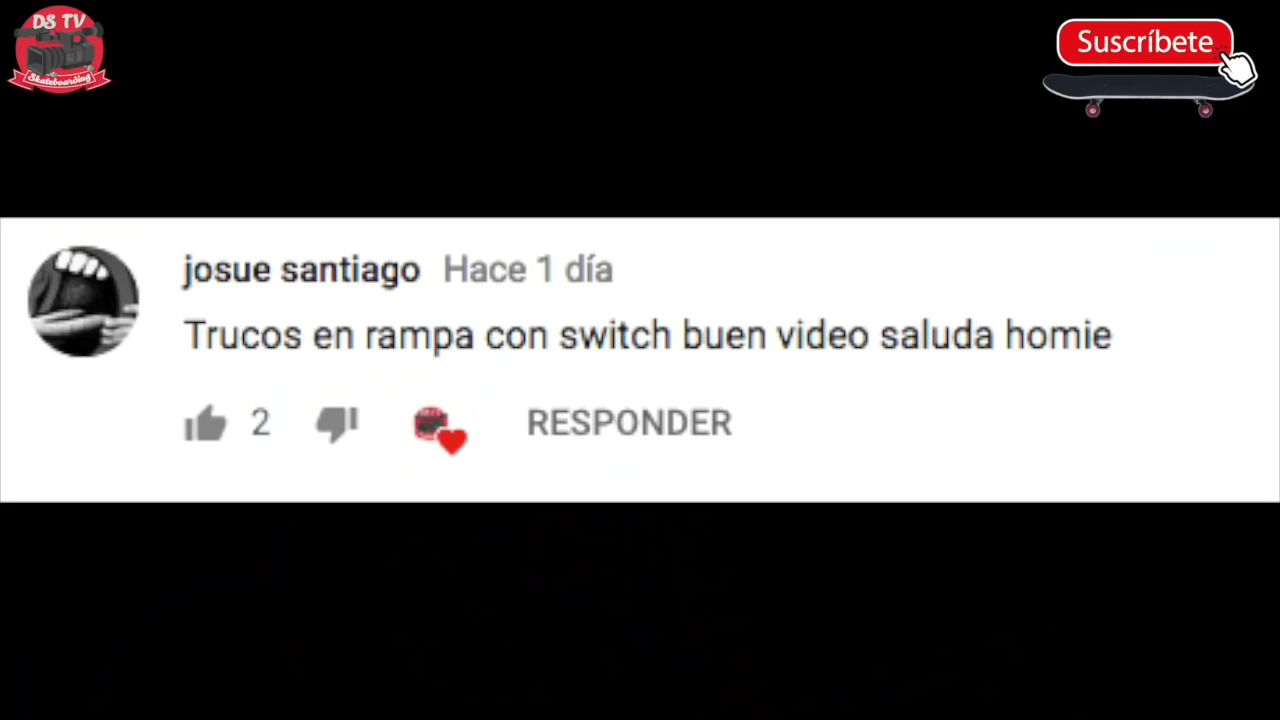 DS TV
Skateboarding
Suscríbete
josue santiago Hace 1 día
Trucos en rampa con switch buen video saluda homie
2 RESPONDER